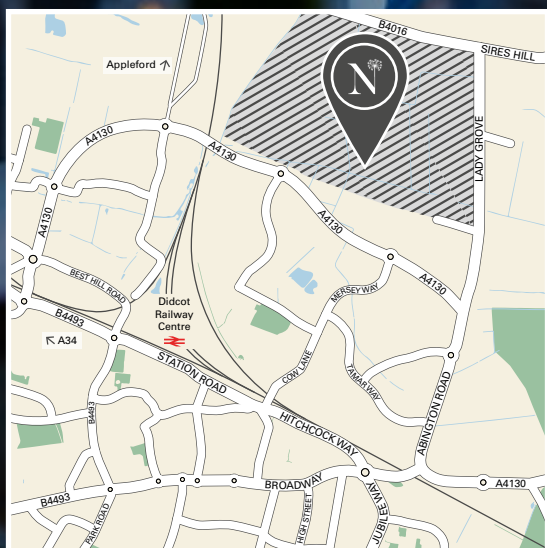 B4016
SIRES HILL
Appleford
N
LADY GROVE
A4130
A4130
A4130
A4130
A4130
MERSEY WAY
BEST HILL ROAD
Didcot
Railway
Centre
B4493
A34
STATION ROAD
COW LANE
TAMAR WAY
ABINGTON ROAD
B4493
HITCHCOCK WAY
BROADWAY
A4130
B4493
PARK ROAD
HIGH STREET
JUBILEE WAY